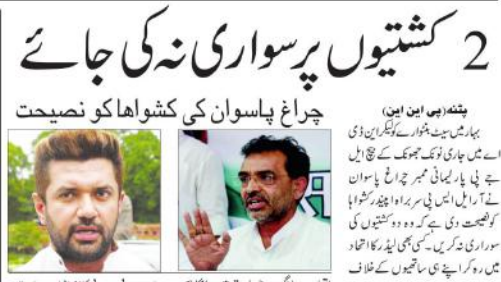 2 کشتیوں پر سواری نہ کی جائے
چراغ پاسوان کی کشواہا کو نصیحت
پٹنہ (پی این این)
بہار میں سیٹ بٹوارے کو لیکر این ڈی
اے میں جاری نونک جھونک کے بیچ ایل
جے پی پارلیمانی ممبر چراغ پاسوان
نے آر ایل ایس پی سربراہ اپیندر کشواہا
کو نصیحت دی ہے کہ وہ دو کشتیوں کی
سواری نہ کریں۔ کسی بھی لیڈر کا اتحاد
میں رہ کر اپنے ہی ساتھیوں کے خلاف